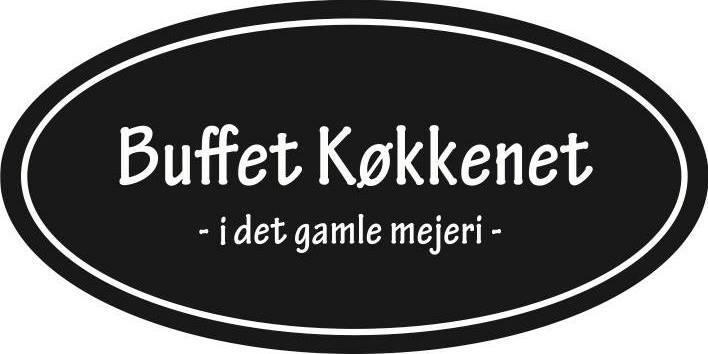 Buffet Køkkenet
- i det gamle mejeri -